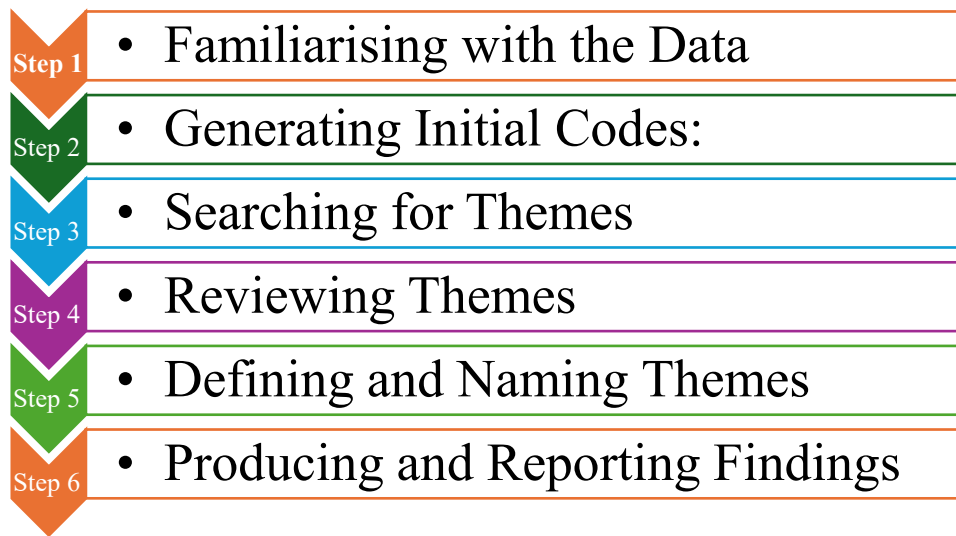 Step 1
• Familiarising with the Data
Step 2
• Generating Initial Codes:
Step 3
• Searching for Themes
Step 4
• Reviewing Themes
Step 5
• Defining and Naming Themes
Step 6
• Producing and Reporting Findings